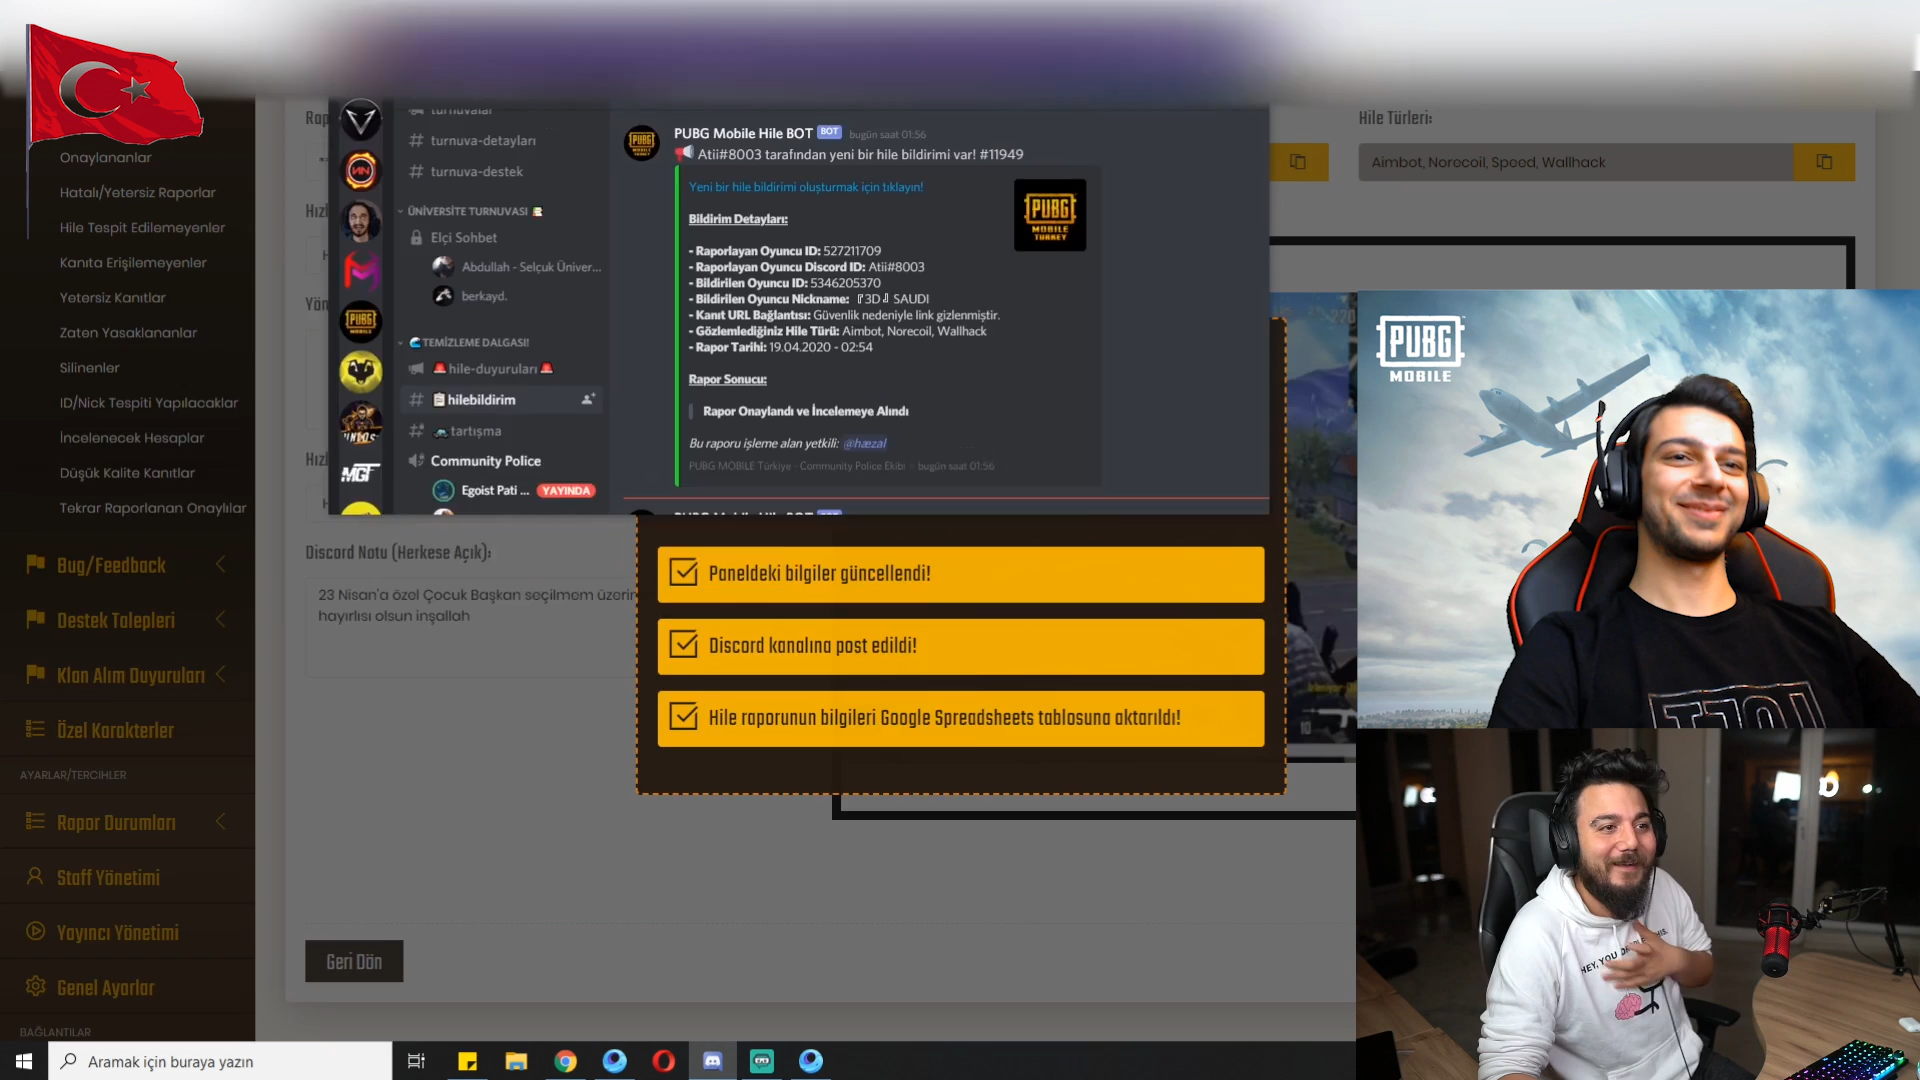 Onaylananlar
Hatalı/Yetersiz Raporlar
Hile Tespit Edilemeyenler
Kanıta Erişilemeyenler
Yetersiz Kanıtlar
Zaten Yasaklananlar
Silinenler
ID/Nick Tespiti Yapılacaklar
İncelenecek Hesaplar
Düşük Kalite Kanıtlar
Tekrar Raporlanan Onaylılar
Bug/Feedback
Destek Talepleri
Klan Alım Duyuruları
Özel Karakterler
AYARLAR/TERCIHLER
Rapor Durumları
Staff Yönetimi
Yayıncı Yönetimi
Genel Ayarlar
BAĞLANTILAR
turnuvalar
# turnuva-detayları
# turnuva-destek
ÜNİVERSİTE TURNUVASI
Elçi Sohbet
Abdullah - Selçuk Üniver...
berkayd.
TEMİZLEME DALGASI!
hile-duyuruları
# hilebildirim
# tartışma
Community Police
Egoist Pati ... YAYINDA
PUBG Mobile Hile BOT BOT bugün saat 01:56
Atii#8003 tarafından yeni bir hile bildirimi var! #11949
Yeni bir hile bildirimi oluşturmak için tıklayın!
Bildirim Detayları:
- Raporlayan Oyuncu ID: 527211709
- Raporlayan Oyuncu Discord ID: Atii#8003
- Bildirilen Oyuncu ID: 5346205370
- Bildirilen Oyuncu Nickname: 『3D』 SAUDI
- Kanıt URL Bağlantısı: Güvenlik nedeniyle link gizlenmiştir.
- Gözlemlediğiniz Hile Türü: Aimbot, Norecoil, Wallhack
- Rapor Tarihi: 19.04.2020 - 02:54
Rapor Sonucu:
Rapor Onaylandı ve İncelemeye Alındı
Bu raporu işleme alan yetkili: @hæzal
PUBG MOBILE Türkiye - Community Police Ekibi • bugün saat 01:56
PUBG
MOBILE
TURKEY
Hile Türleri:
Aimbot, Norecoil, Speed, Wallhack
Discord Notu (Herkese Açık):
23 Nisan'a özel Çocuk Başkan seçilmem üzerin
hayırlısı olsun inşallah
Paneldeki bilgiler güncellendi!
Discord kanalına post edildi!
Hile raporunun bilgileri Google Spreadsheets tablosuna aktarıldı!
Geri Dön
PUBG
MOBILE
Aramak için buraya yazın